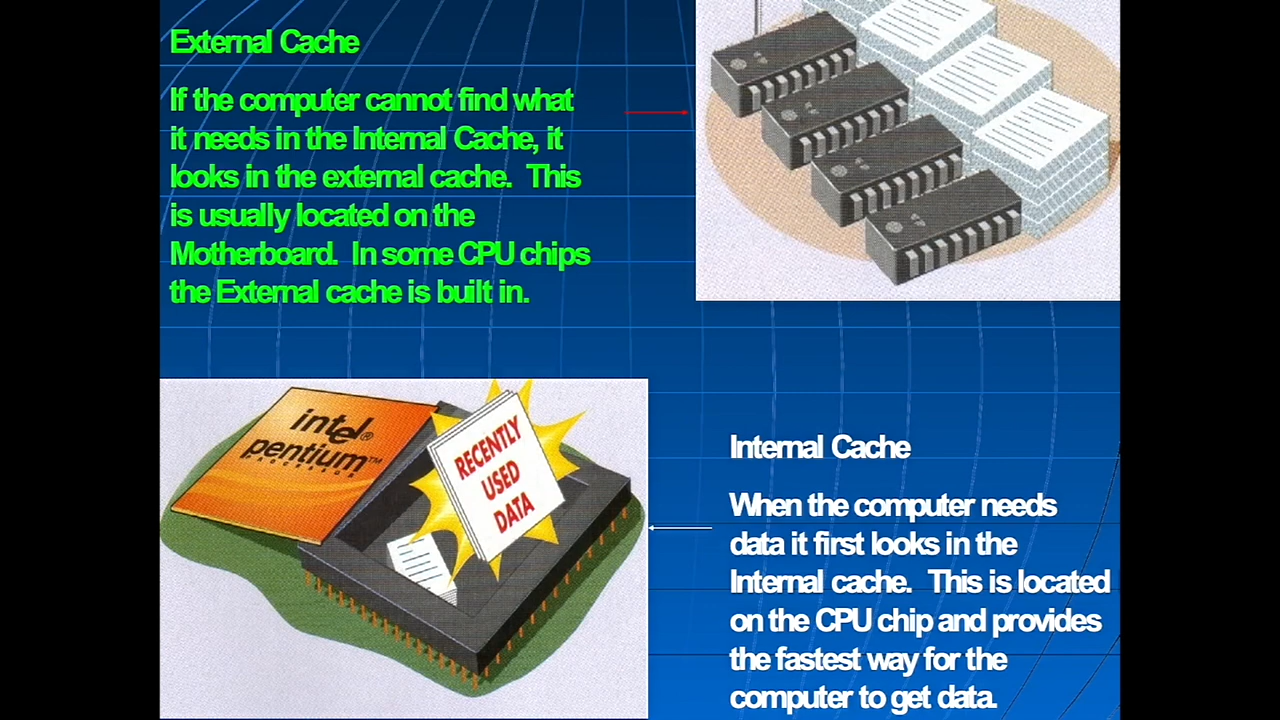 External Cache
If the computer cannot find what
it needs in the Internal Cache, it
looks in the external cache. This
is usually located on the
Motherboard. In some CPU chips
the External cache is built in.
intel®
pentium™
PROCESSOR
RECENTLY
USED
DATA
Internal Cache
When the computer needs
data it first looks in the
Internal cache. This is located
on the CPU chip and provides
the fastest way for the
computer to get data.